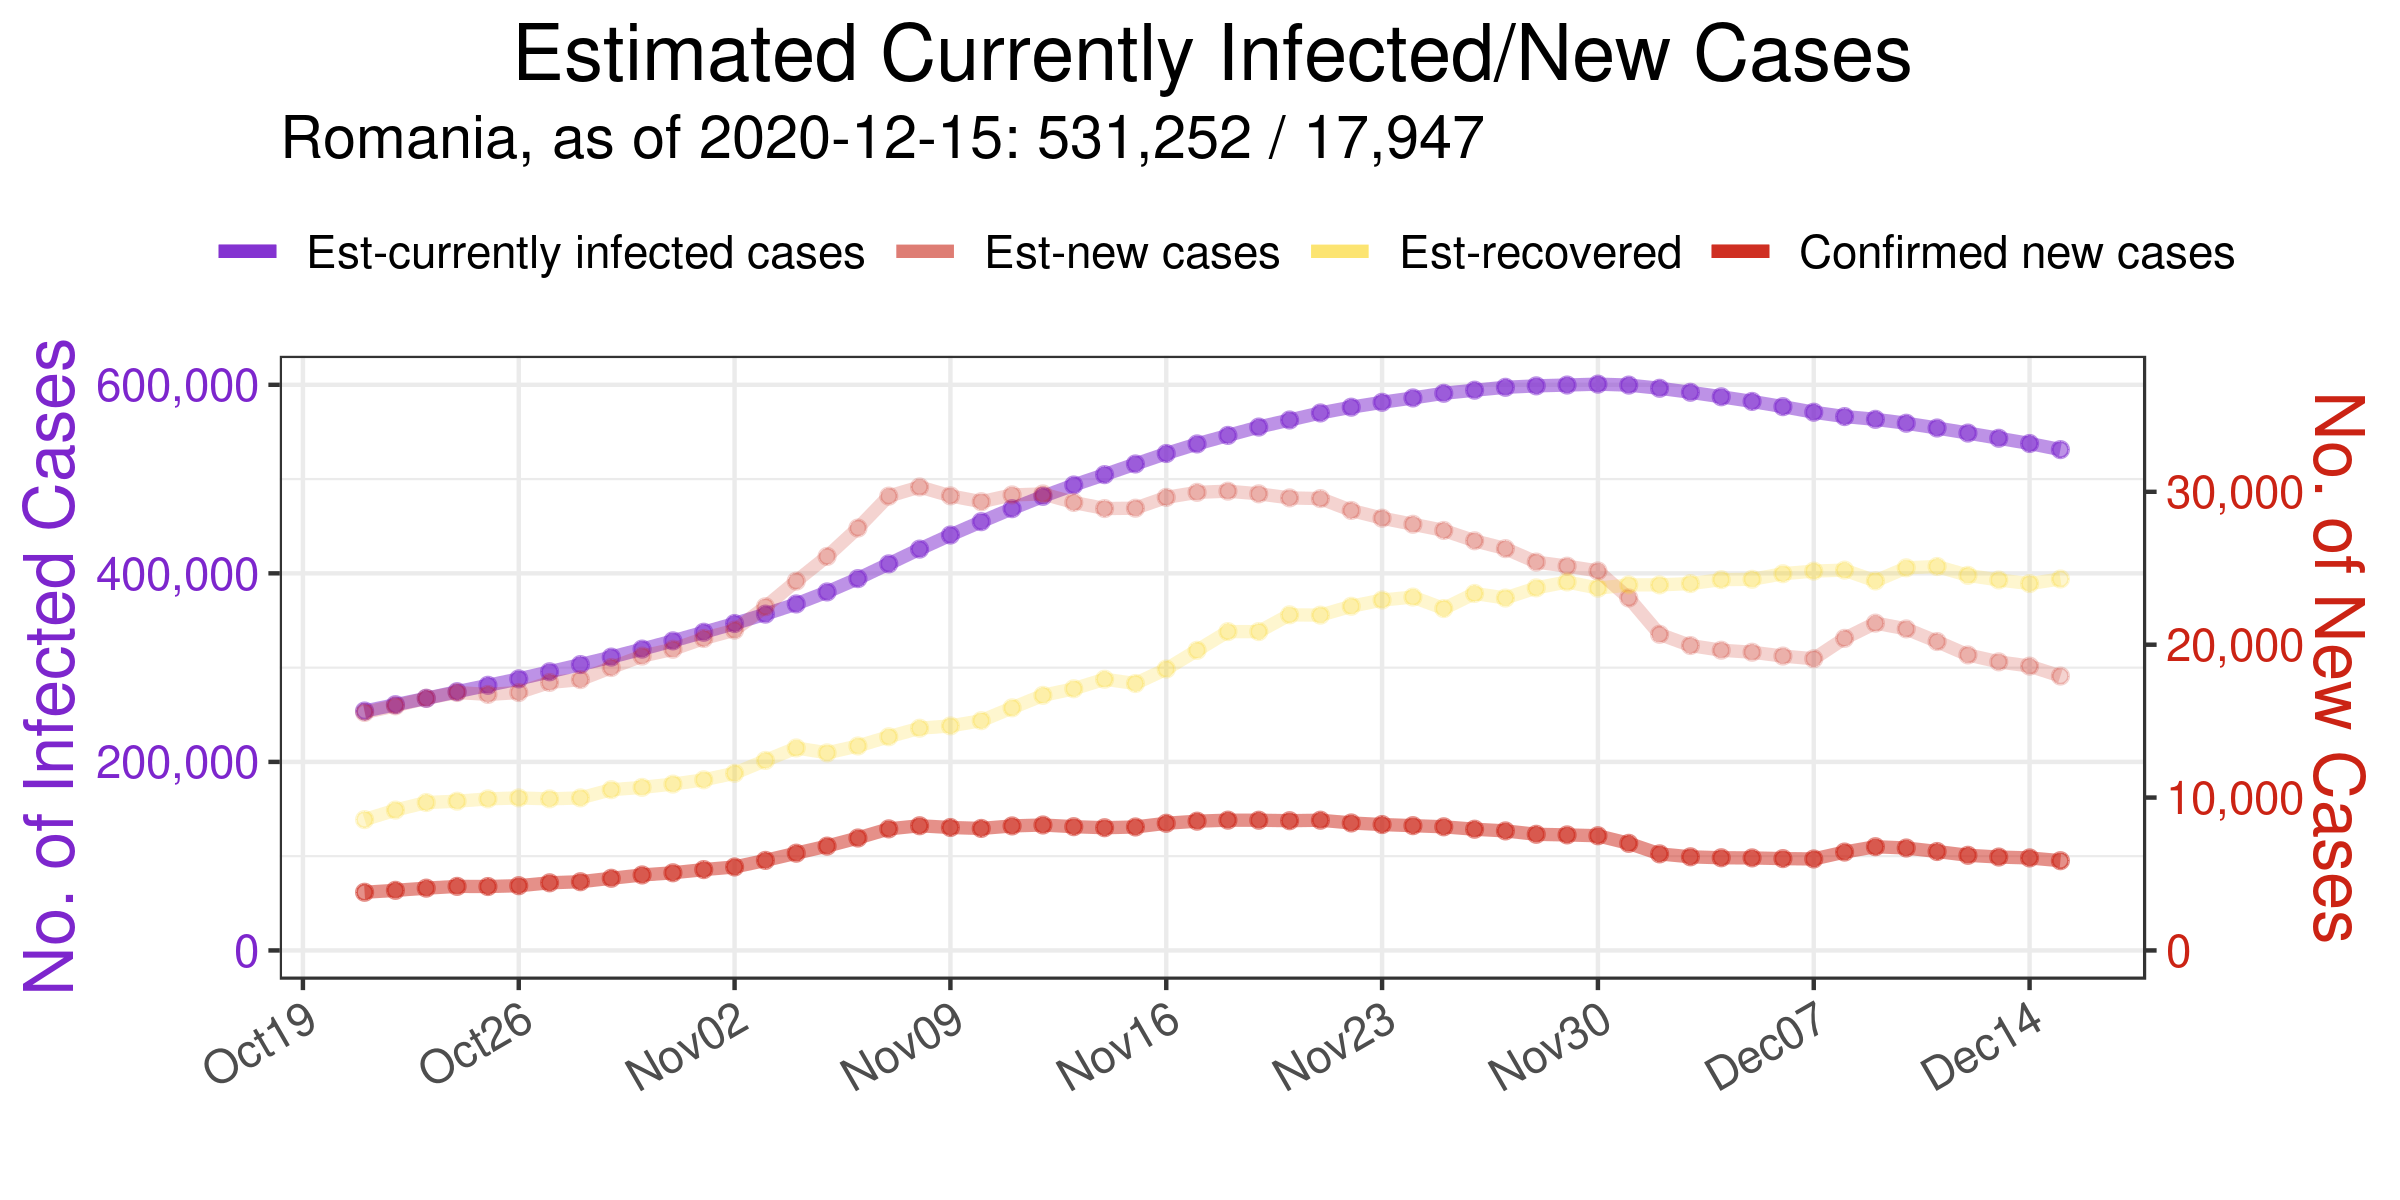 Estimated Currently Infected/New Cases
Romania, as of 2020-12-15: 531,252 / 17,947
Est-currently infected cases Est-new cases Est-recovered Confirmed new cases
No. of Infected Cases
600,000
400,000
200,000
0
30,000
20,000
10,000
0
No. of New Cases
Oct19 Oct26 Nov02 Nov09 Nov16 Nov23 Nov30 Dec07 Dec14